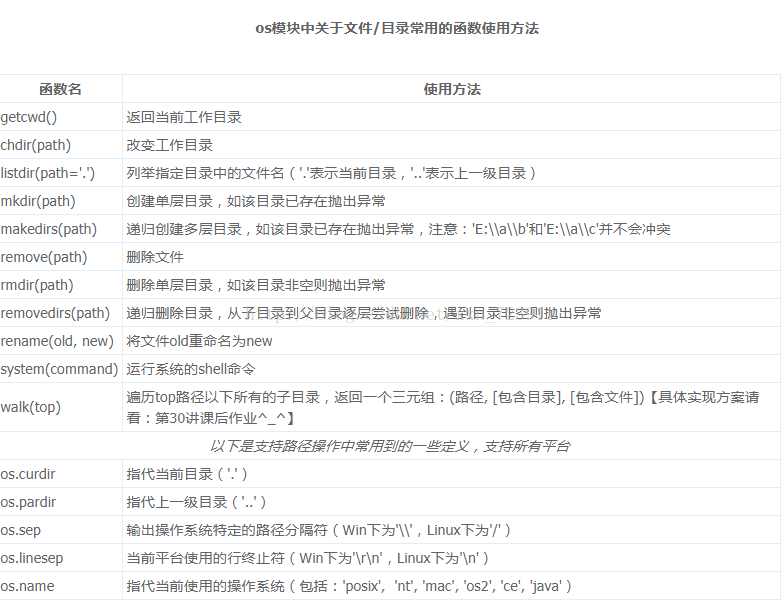 os模块中关于文件/目录常用的函数使用方法
函数名 使用方法
getcwd() 返回当前工作目录
chdir(path) 改变工作目录
listdir(path='.') 列举指定目录中的文件名（'.'表示当前目录，'..'表示上一级目录）
mkdir(path) 创建单层目录，如该目录已存在抛出异常
makedirs(path) 递归创建多层目录，如该目录已存在抛出异常，注意：'E:\\a\\b'和'E:\\a\\c'并不会冲突
remove(path) 删除文件
rmdir(path) 删除单层目录，如该目录非空则抛出异常
removedirs(path) 递归删除目录，从子目录到父目录逐层尝试删除，遇到目录非空则抛出异常
rename(old, new) 将文件old重命名为new
system(command) 运行系统的shell命令
walk(top) 遍历top路径以下所有的子目录，返回一个三元组：(路径, [包含目录], [包含文件])【具体实现方案请
看：第30讲课后作业^_^】
以下是支持路径操作中常用到的一些定义，支持所有平台
os.curdir 指代当前目录（'.'）
os.pardir 指代上一级目录（'..'）
os.sep 输出操作系统特定的路径分隔符（Win下为'\\'，Linux下为'/'）
os.linesep 当前平台使用的行终止符（Win下为'\r\n'，Linux下为'\n'）
os.name 指代当前使用的操作系统（包括：'posix',  'nt', 'mac', 'os2', 'ce', 'java'）